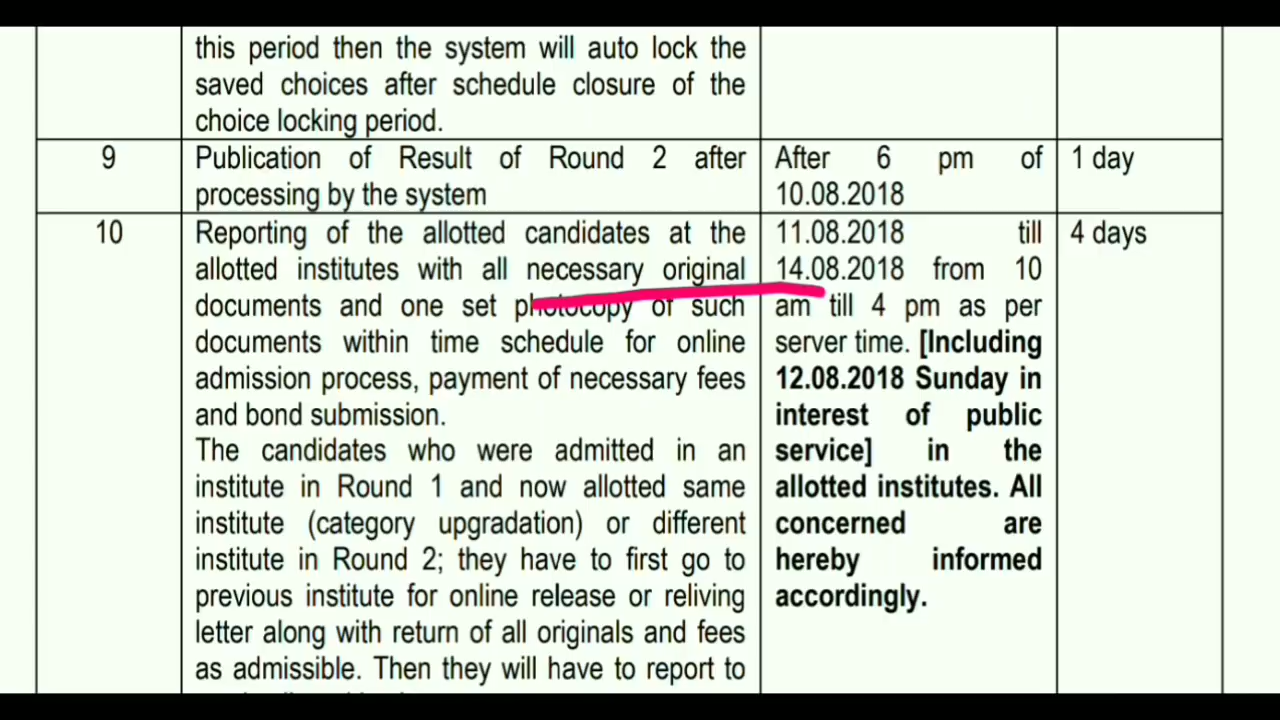 this period then the system will auto lock the
saved choices after schedule closure of the
choice locking period.
9
Publication of Result of Round 2 after
processing by the system
After 6 pm of
10.08.2018
1 day
10
Reporting of the allotted candidates at the
allotted institutes with all necessary original
documents and one set photocopy of such
documents within time schedule for online
admission process, payment of necessary fees
and bond submission.
The candidates who were admitted in an
institute in Round 1 and now allotted same
institute (category upgradation) or different
institute in Round 2; they have to first go to
previous institute for online release or reliving
letter along with return of all originals and fees
as admissible. Then they will have to report to
11.08.2018 till
14.08.2018 from 10
am till 4 pm as per
server time. [Including
12.08.2018 Sunday in
interest of public
service] in the
allotted institutes. All
concerned are
hereby informed
accordingly.
4 days